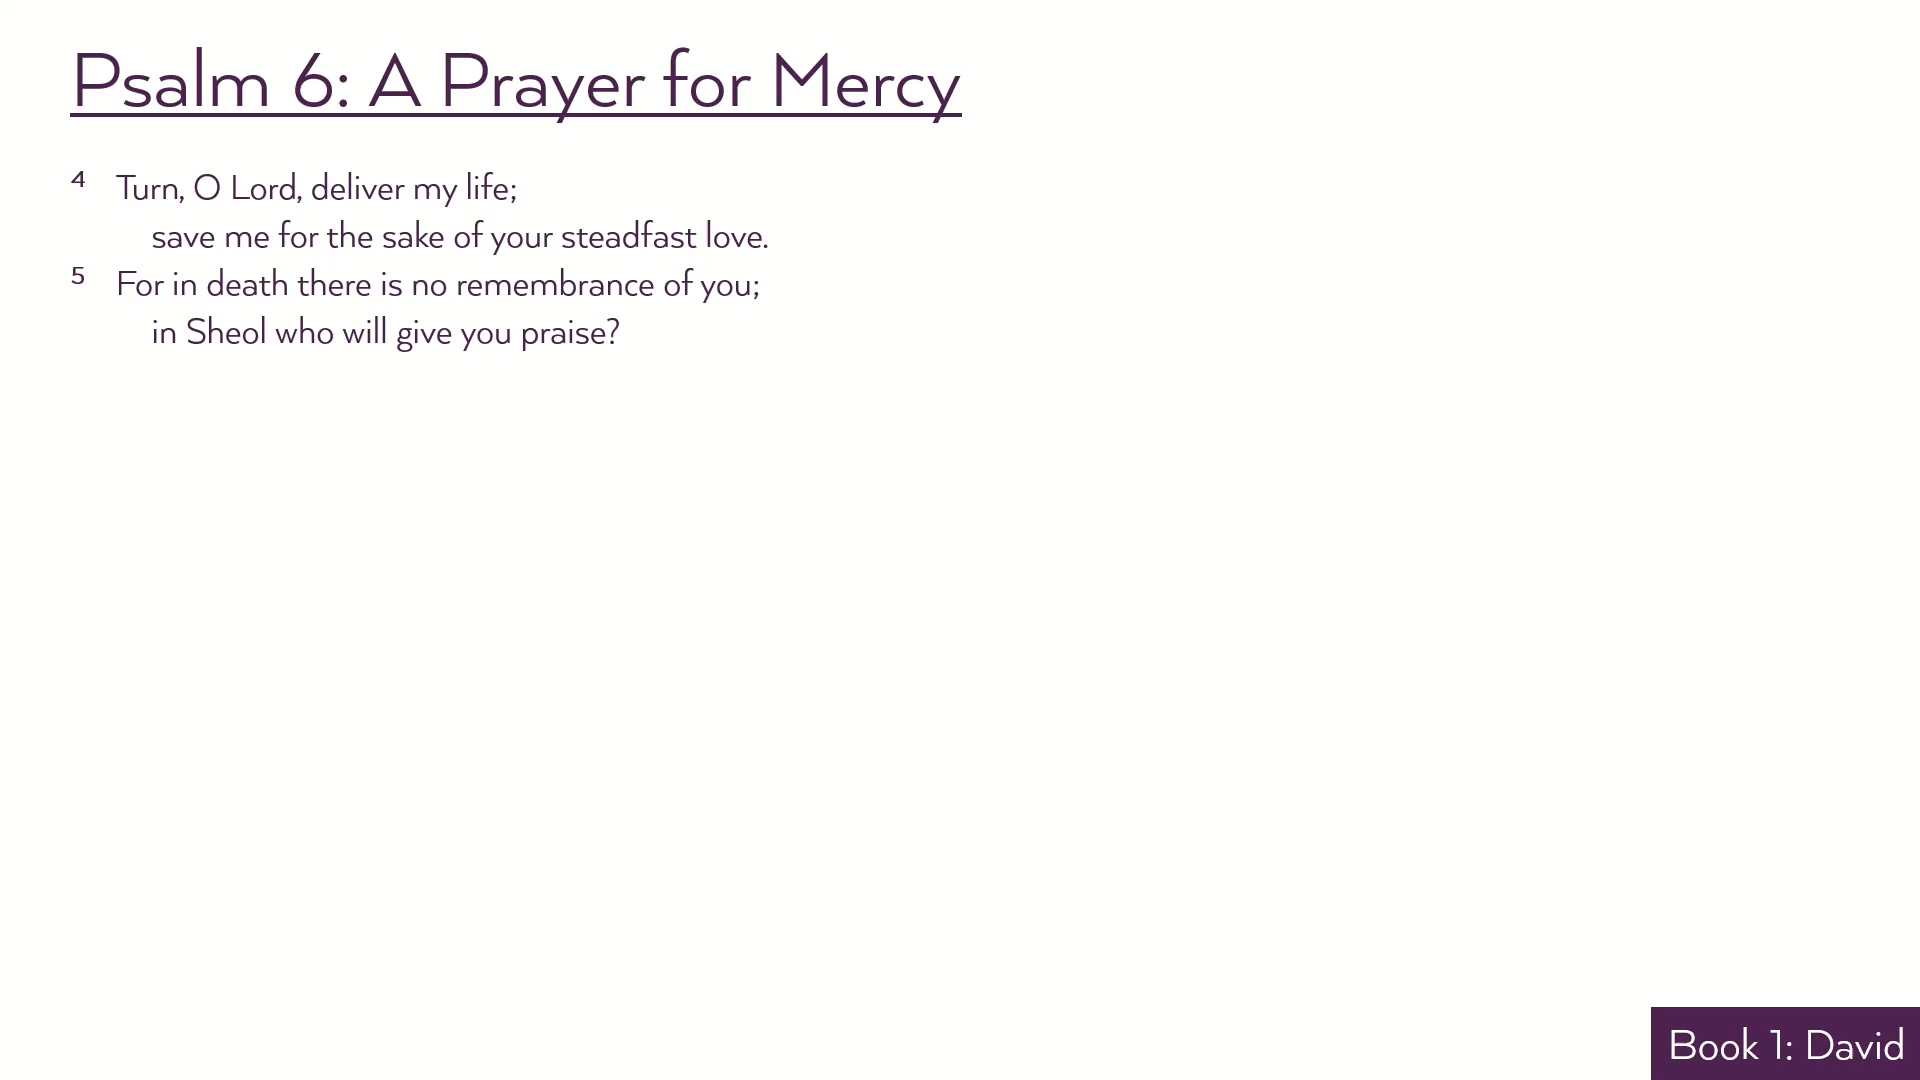 Psalm 6: A Prayer for Mercy
4 Turn, O Lord, deliver my life;
save me for the sake of your steadfast love.
5 For in death there is no remembrance of you;
in Sheol who will give you praise?
Book 1: David